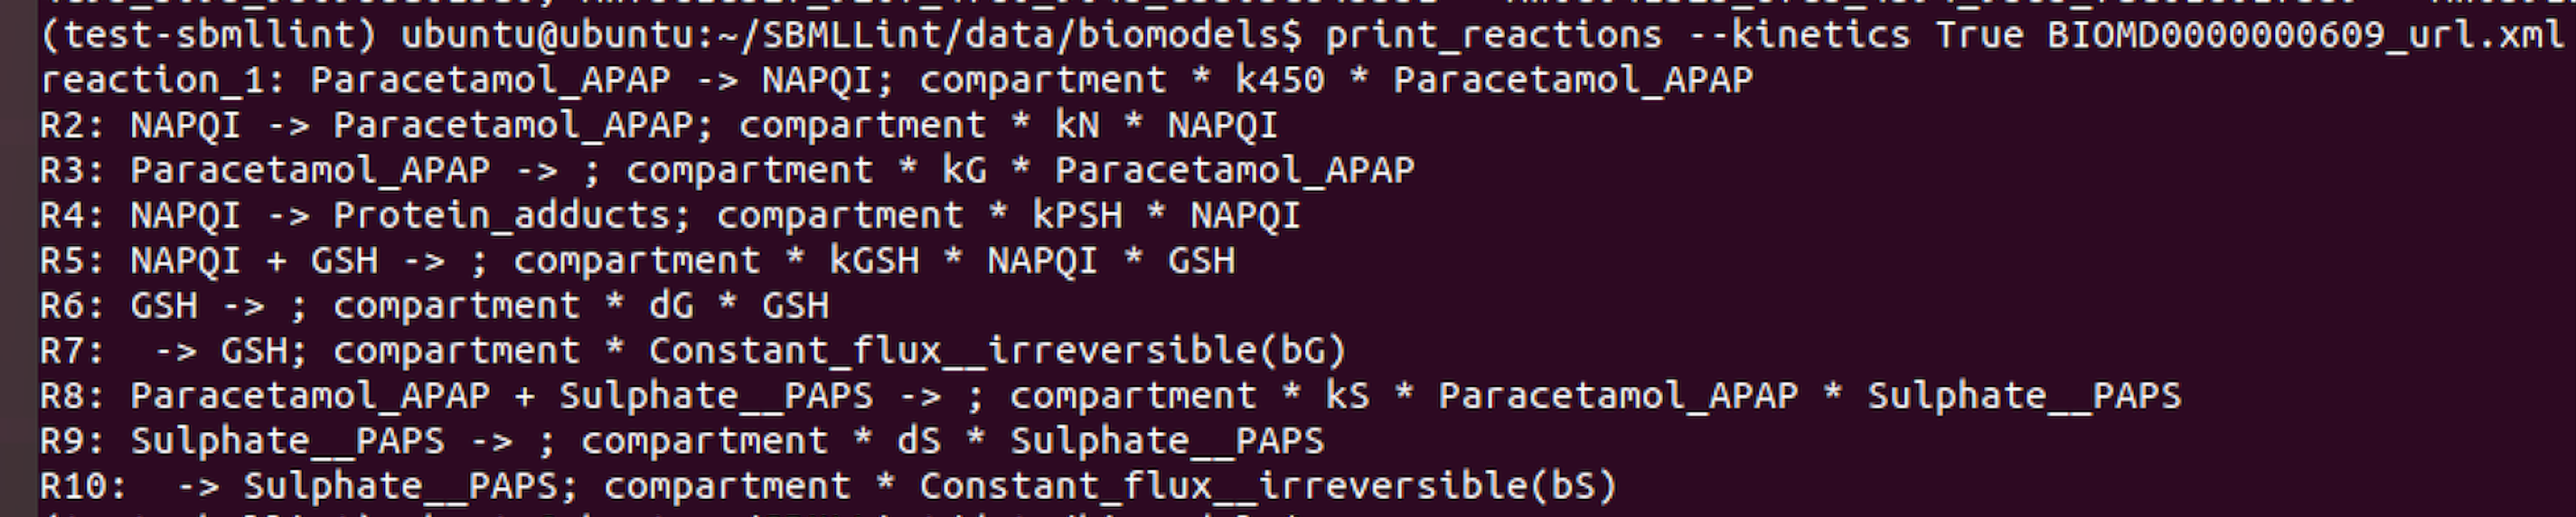 (test-sbmllint) ubuntu@ubuntu:~/SBMLLint/data/biomodels$ print_reactions --kinetics True BIOMD0000000609_url.xml
reaction_1: Paracetamol_APAP -> NAPQI; compartment * k450 * Paracetamol_APAP
R2: NAPQI -> Paracetamol_APAP; compartment * kN * NAPQI
R3: Paracetamol_APAP -> ; compartment * kG * Paracetamol_APAP
R4: NAPQI -> Protein_adducts; compartment * kPSH * NAPQI
R5: NAPQI + GSH -> ; compartment * kGSH * NAPQI * GSH
R6: GSH -> ; compartment * dG * GSH
R7:  -> GSH; compartment * Constant_flux__irreversible(bG)
R8: Paracetamol_APAP + Sulphate__PAPS -> ; compartment * kS * Paracetamol_APAP * Sulphate__PAPS
R9: Sulphate__PAPS -> ; compartment * dS * Sulphate__PAPS
R10:  -> Sulphate__PAPS; compartment * Constant_flux__irreversible(bS)